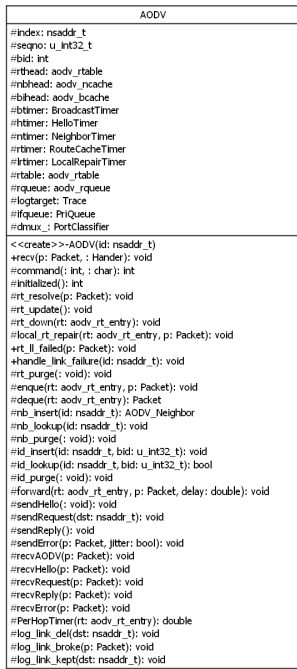 AODV
#index: nsaddr_t
#seqno: u_int32_t
#bid: int
#rthead: aodv_rtable
#nbhead: aodv_ncache
#bihead: aodv_bcache
#btimer: BroadcastTimer
#htimer: HelloTimer
#ntimer: NeighborTimer
#rtimer: RouteCacheTimer
#lrtimer: LocalRepairTimer
#rtable: aodv_rtable
#rqueue: aodv_rqueue
#logtarget: Trace
#ifqueue: PriQueue
#dmux_: PortClassifier
<<create>>-AODV(id: nsaddr_t)
+recv(p: Packet, : Hander): void
#command(: int, : char): int
#initialized(): int
#rt_resolve(p: Packet): void
#rt_update(): void
#rt_down(rt: aodv_rt_entry): void
#local_rt_repair(rt: aodv_rt_entry, p: Packet): void
+rt_ll_failed(p: Packet): void
+handle_link_failure(id: nsaddr_t): void
#rt_purge(: void): void
#enque(rt: aodv_rt_entry, p: Packet): void
#deque(rt: aodv_rt_entry): Packet
#nb_insert(id: nsaddr_t): AODV_Neighbor
#nb_lookup(id: nsaddr_t): void
#nb_purge(: void): void
#id_insert(id: nsaddr_t, bid: u_int32_t): void
#id_lookup(id: nsaddr_t, bid: u_int32_t): bool
#id_purge(: void): void
#forward(rt: aodv_rt_entry, p: Packet, delay: double): void
#sendHello(: void): void
#sendRequest(dst: nsaddr_t): void
#sendReply(): void
#sendError(p: Packet, jitter: bool): void
#recvAODV(p: Packet): void
#recvHello(p: Packet): void
#recvRequest(p: Packet): void
#recvReply(p: Packet): void
#recvError(p: Packet): void
#PerHopTimer(rt: aodv_rt_entry): double
#log_link_del(dst: nsaddr_t): void
#log_link_broke(p: Packet): void
#log_link_kept(dst: nsaddr_t): void